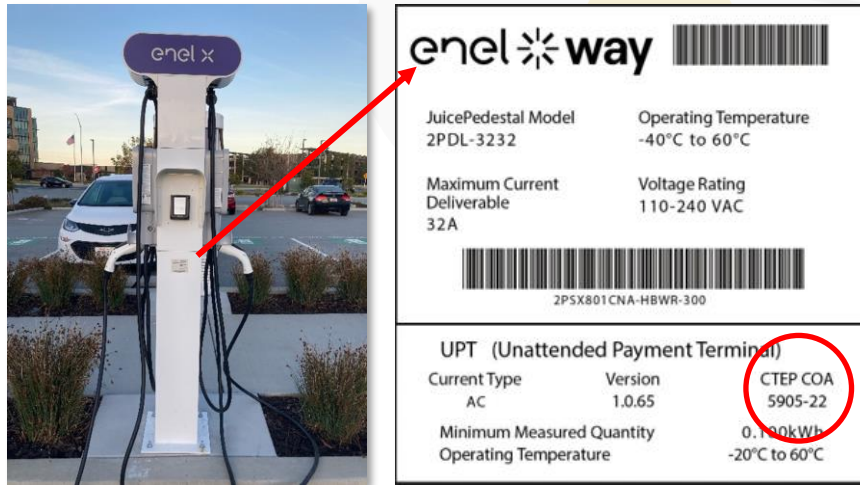 enel x
enel way
JuicePedestal Model
2PDL-3232
Operating Temperature
-40°C to 60°C
Maximum Current
Deliverable
32A
Voltage Rating
110-240 VAC
2PSX801CNA-HBWR-300
UPT (Unattended Payment Terminal)
Current Type
AC
Version
1.0.65
CTEP COA
5905-22
Minimum Measured Quantity 0.100kWh
Operating Temperature -20°C to 60°C